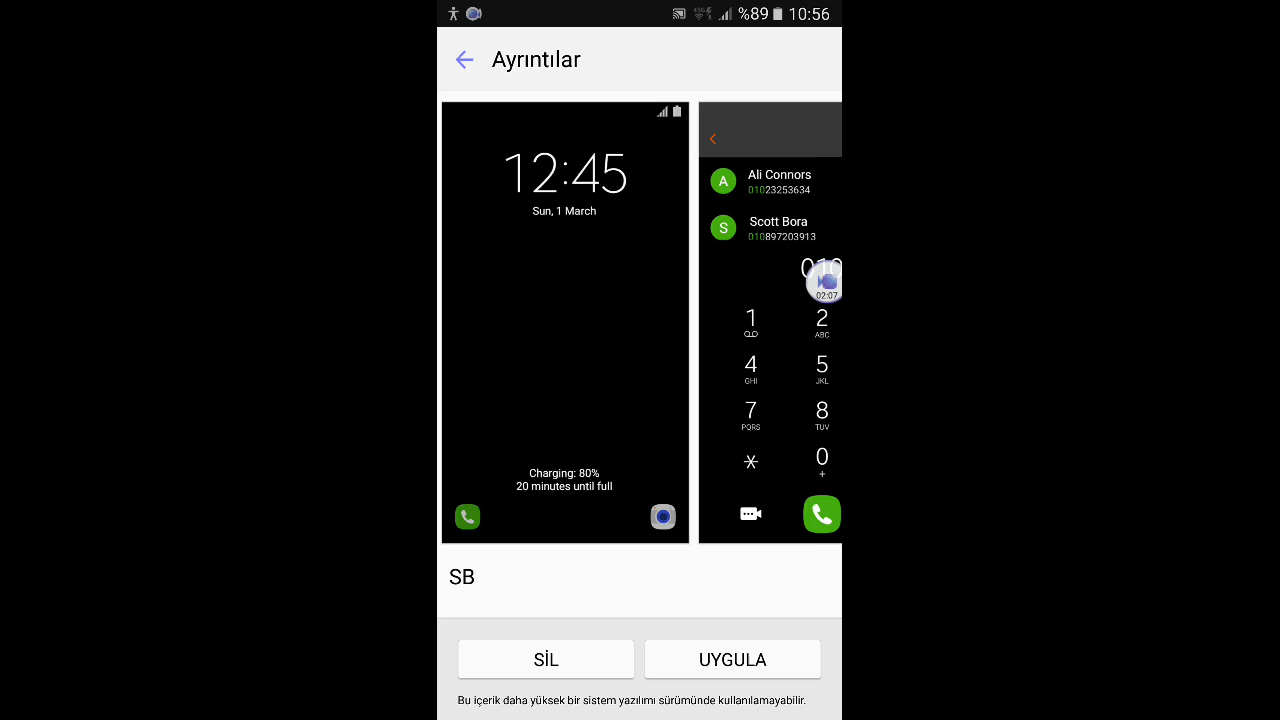 %89 10:56
Ayrıntılar
12:45
Sun, 1 March
Charging: 80%
20 minutes until full
A Ali Connors
01023253634
S Scott Bora
010897203913
010
02:07
1 2
ABC
4 5
GHI JKL
7 8
PQRS TUV
* 0
+
SB
SİL UYGULA
Bu içerik daha yüksek bir sistem yazılımı sürümünde kullanılamayabilir.